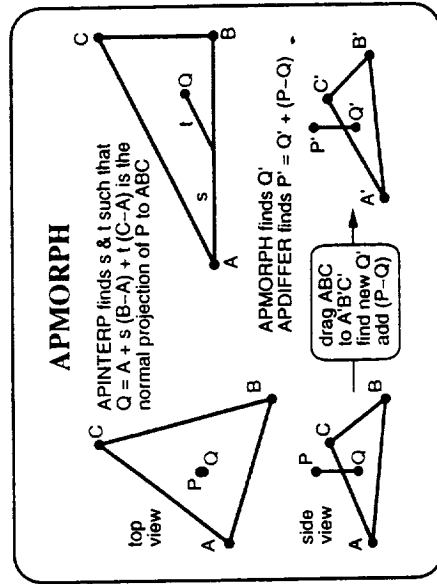 APMORPH
top
view
A
B
C
P
Q
APINTERP finds s & t such that
Q = A + s (B–A) + t (C–A) is the
normal projection of P to ABC
A
B
C
Q
s
t
side
view
A
B
C
P
Q
drag ABC
to A'B'C'
find new Q'
add (P–Q)
APMORPH finds Q'
APDIFFER finds P' = Q' + (P–Q)
A'
B'
C'
P'
Q'